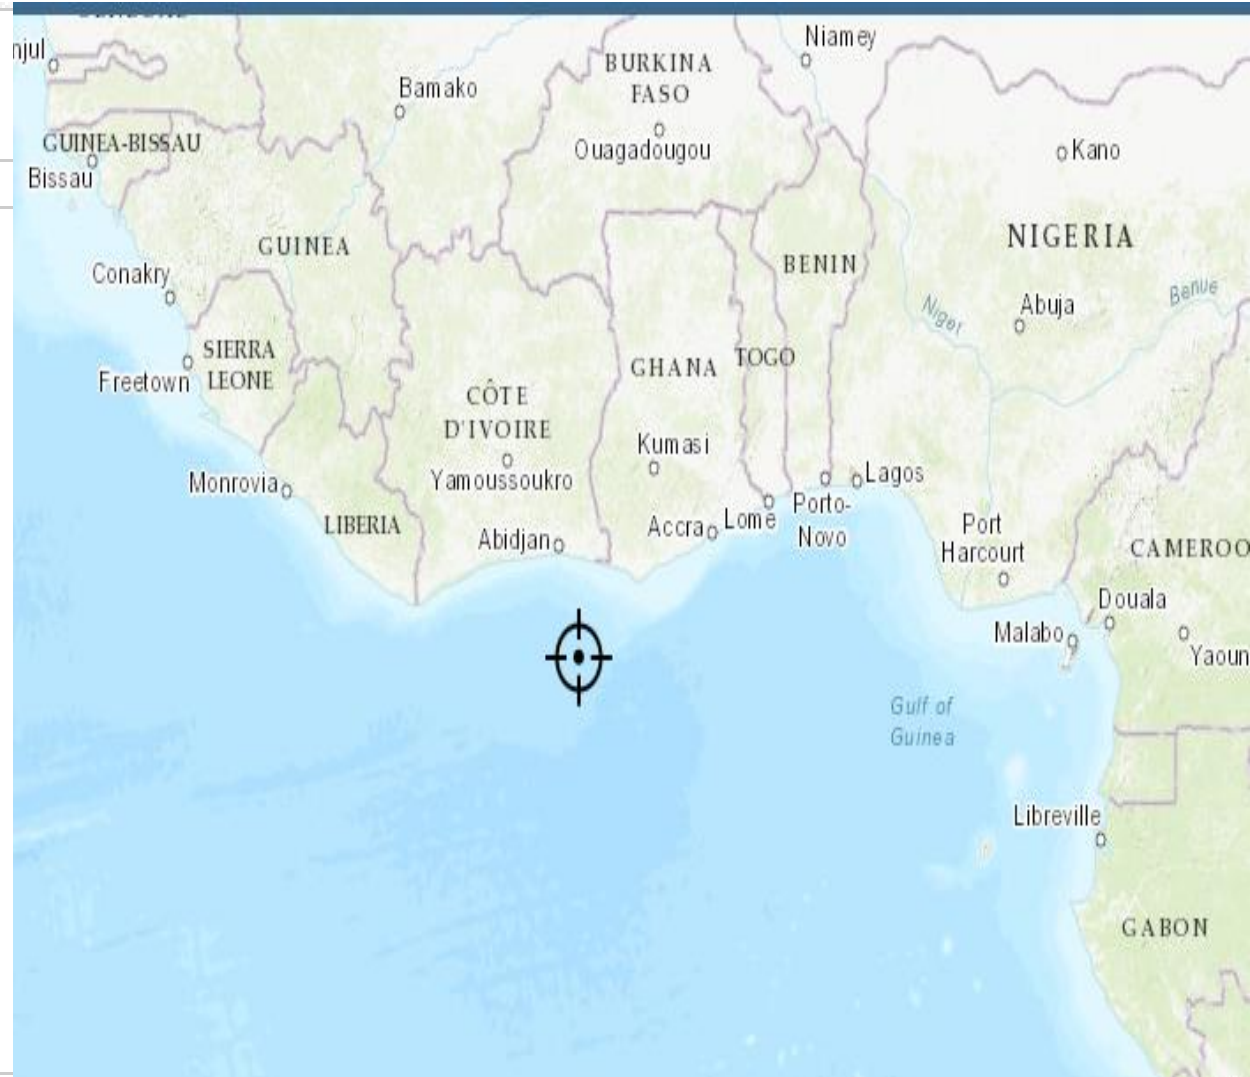 njul
Niamey
BURKINA
FASO
Bamako
Ouagadougou
Kano
GUINEA-BISSAU
Bissau
NIGERIA
GUINEA
BENIN
Conakry
Benue
Abuja
Niger
SIERRA
LEONE
GHANA
TOGO
Freetown
CÔTE
D'IVOIRE
Kumasi
Yamoussoukro
Lagos
Monrovia
Porto-
Novo
Lome
Accra
LIBERIA
Abidjan
Port
Harcourt
CAMEROO
Douala
Malabo
Yaoun
Gulf of
Guinea
Libreville
GABON